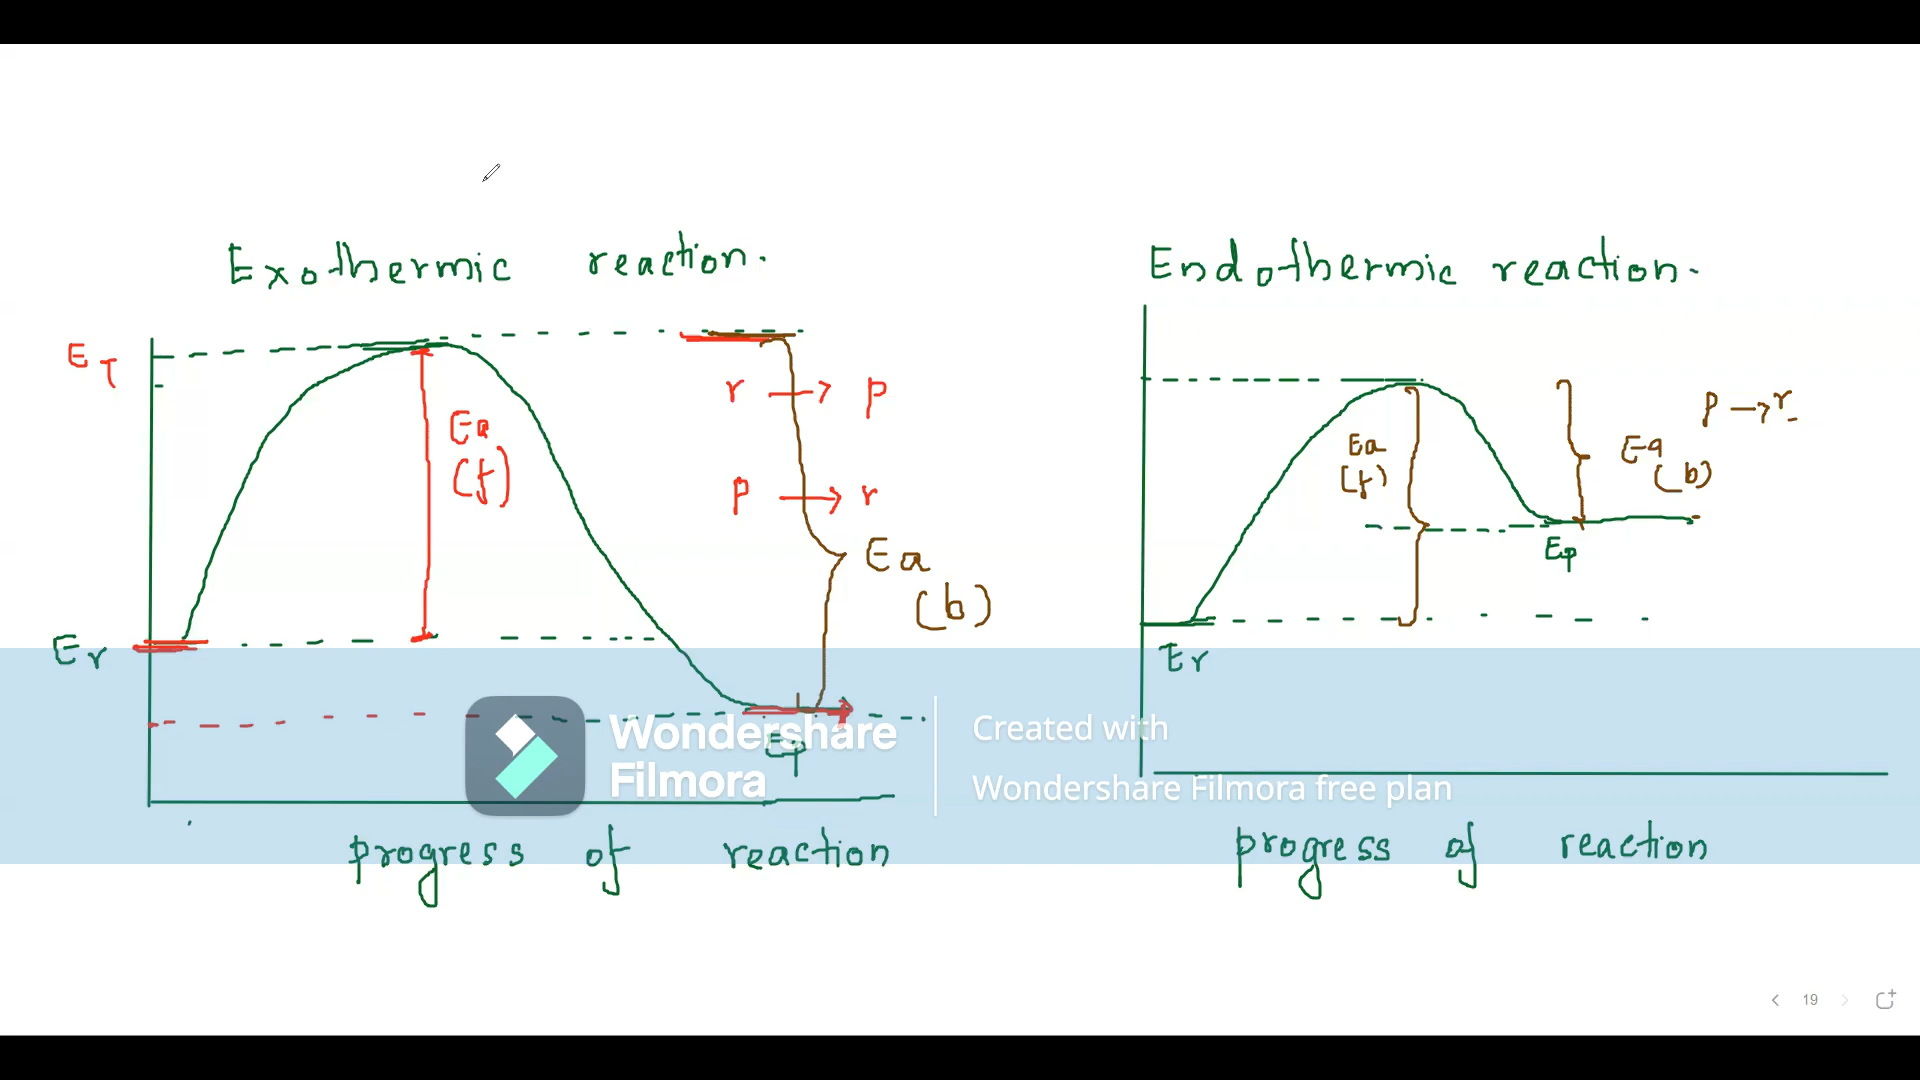 Exothermic reaction.
ET
Ea
(f)
r → p
p → r
Ea
(b)
Er
Ep
progress of reaction
Endothermic reaction.
Ea
(f)
Ea
(b)
p → r
Ep
Er
progress of reaction
Wondershare
Filmora
Created with
Wondershare Filmora free plan
19